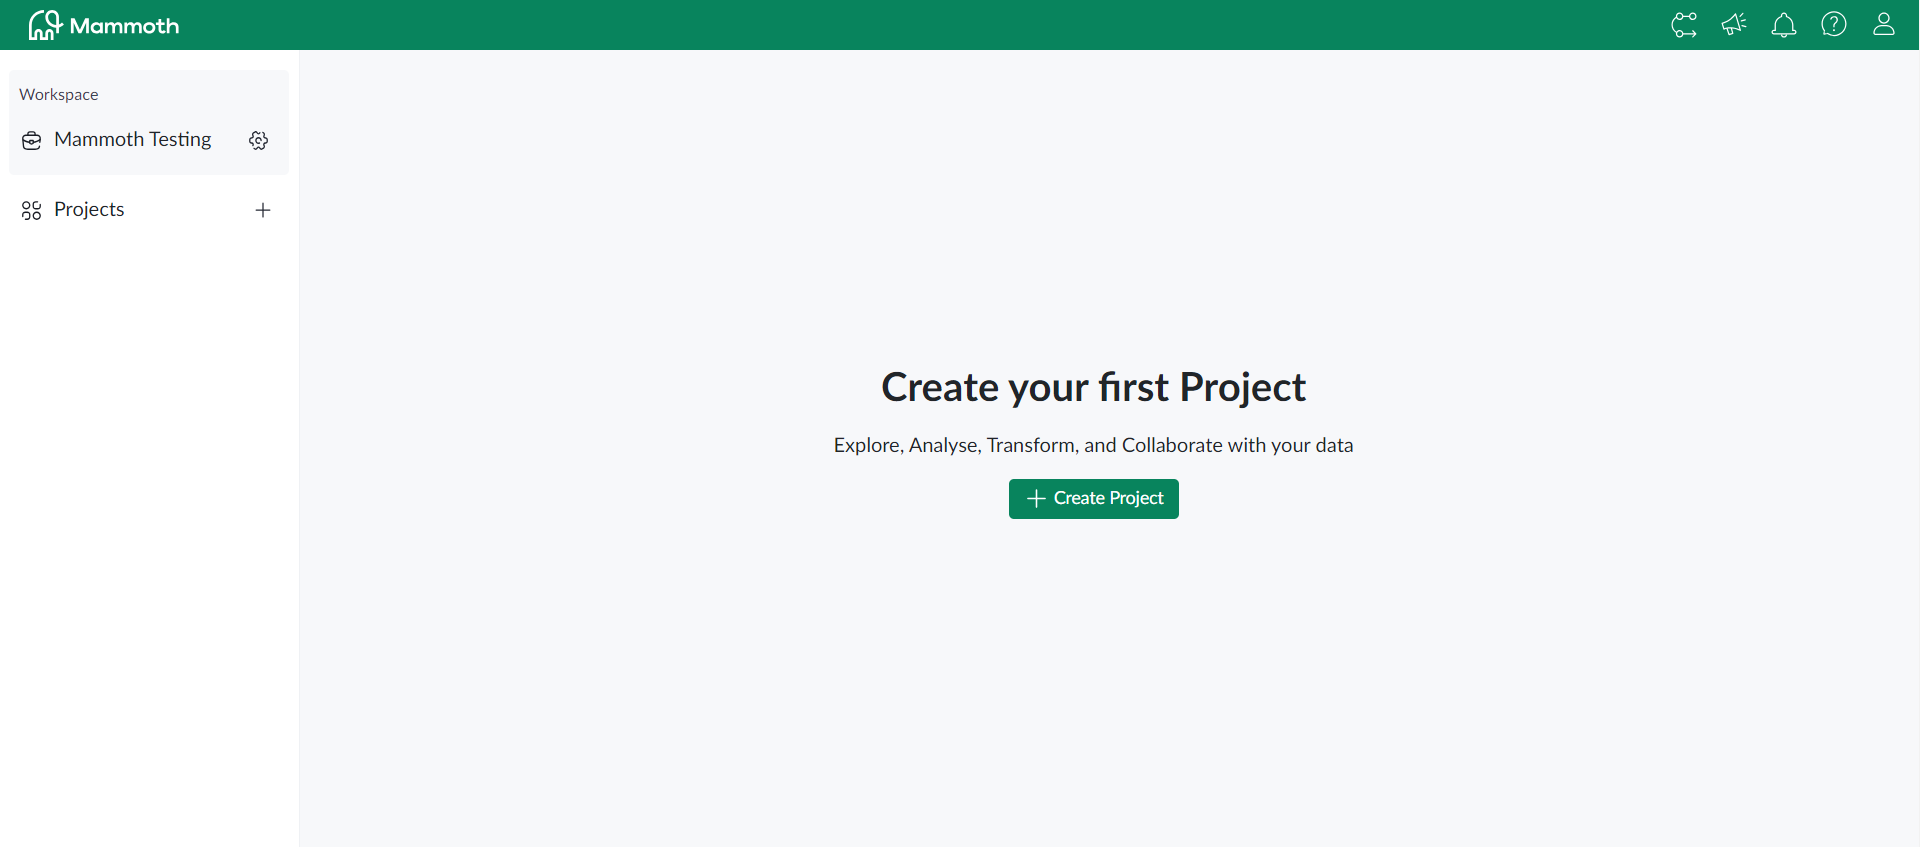 Mammoth
Workspace
Mammoth Testing
Projects
Create your first Project
Explore, Analyse, Transform, and Collaborate with your data
Create Project